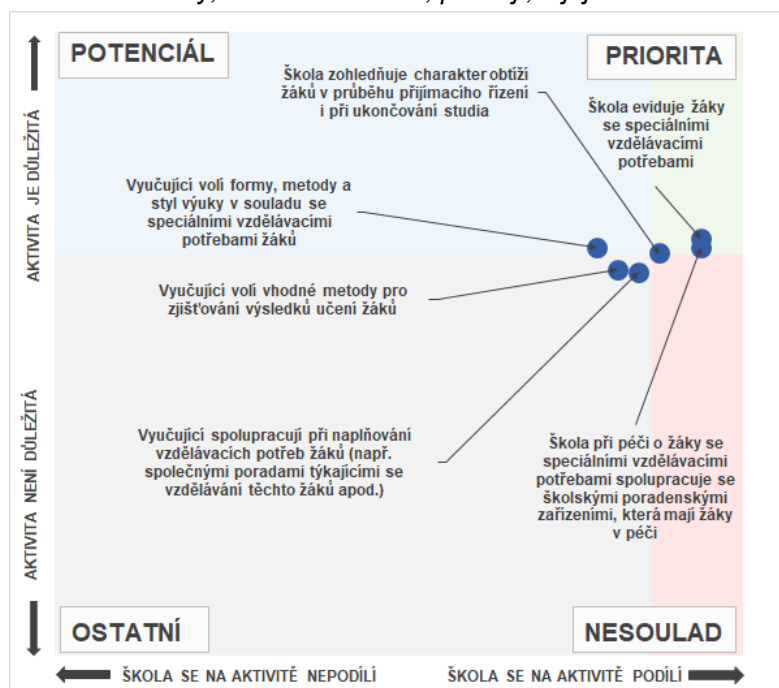 POTENCIÁL
PRIORITA
Škola zohledňuje charakter obtíží
žáků v průběhu přijímacího řízení
i při ukončování studia
Škola eviduje žáky
se speciálními
vzdělávacími
potřebami
Vyučující volí formy, metody a
styl výuky v souladu se
speciálními vzdělávacími
potřebami žáků
Vyučující volí vhodné metody pro
zjišťování výsledků učení žáků
Vyučující spolupracují při naplňování
vzdělávacích potřeb žáků (např.
společnými poradami týkajícími se
vzdělávání těchto žáků apod.)
Škola při péči o žáky se
speciálními vzdělávacími
potřebami spolupracuje se
školskými poradenskými
zařízeními, která mají žáky
v péči
AKTIVITA JE DŮLEŽITÁ
AKTIVITA NENÍ DŮLEŽITÁ
OSTATNÍ
NESOULAD
ŠKOLA SE NA AKTIVITĚ NEPODÍLÍ
ŠKOLA SE NA AKTIVITĚ PODÍLÍ